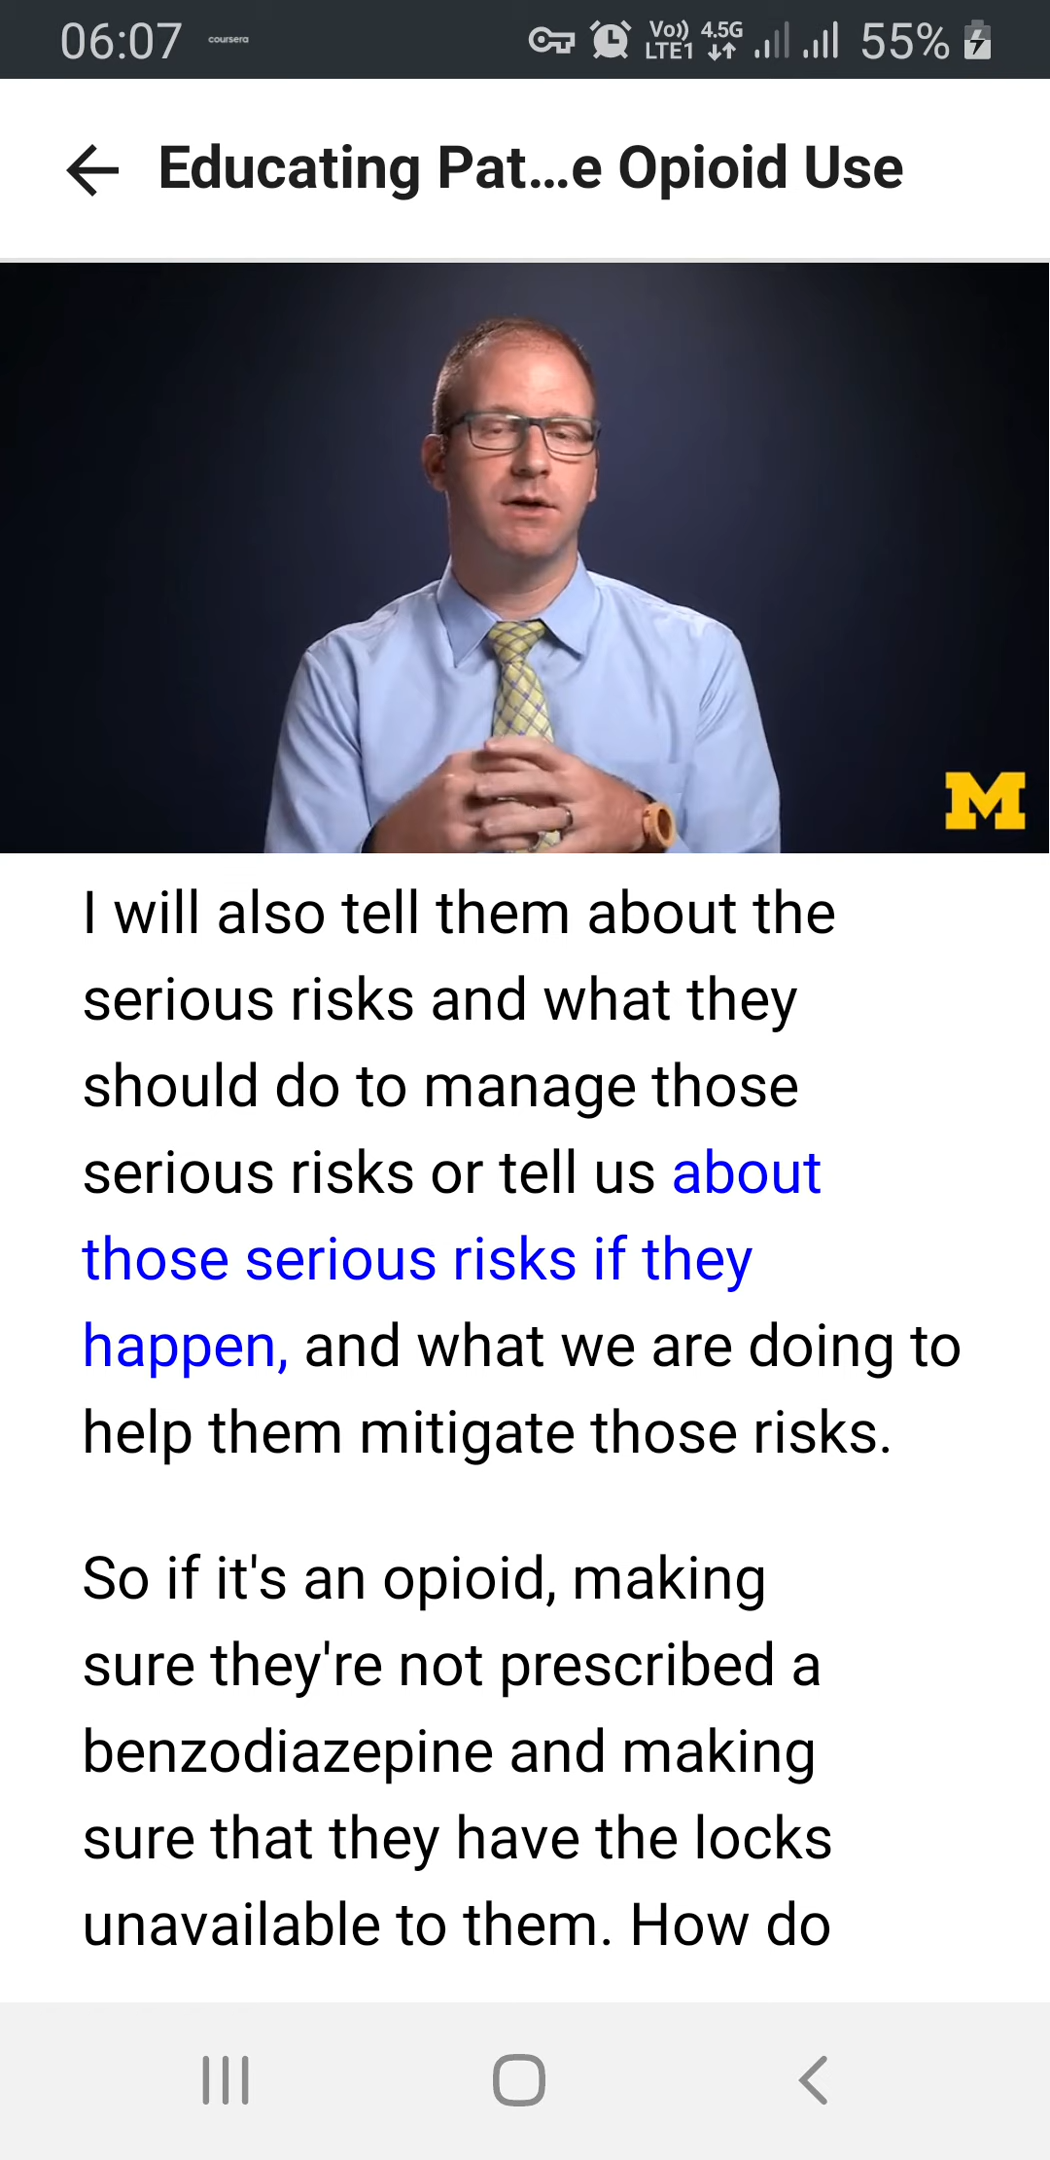 06:07 coursera Vo)) LTE1 4.5G 55%
Educating Pat...e Opioid Use
M
I will also tell them about the
serious risks and what they
should do to manage those
serious risks or tell us about
those serious risks if they
happen, and what we are doing to
help them mitigate those risks.
So if it's an opioid, making
sure they're not prescribed a
benzodiazepine and making
sure that they have the locks
unavailable to them. How do